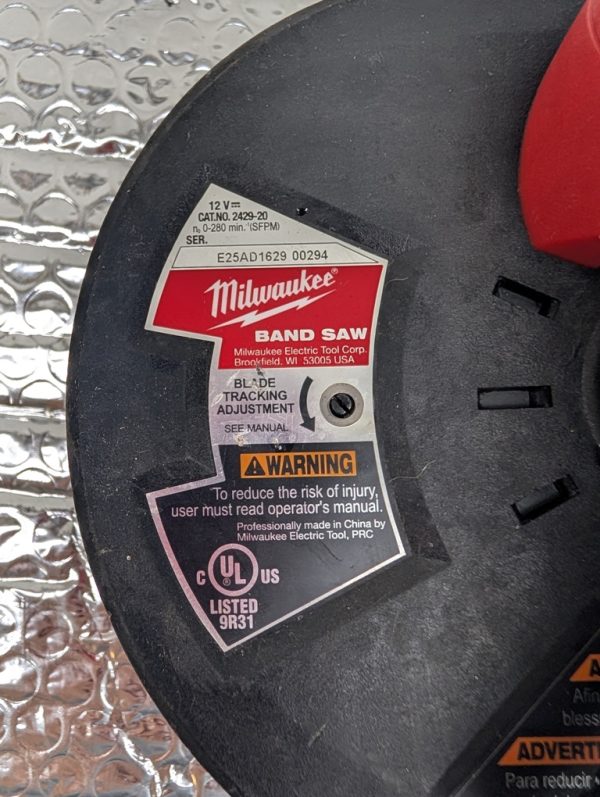 12 V⎓
CAT.NO. 2429-20
n₀ 0-280 min.⁻¹(SFPM)
SER.
E25AD1629 00294
Milwaukee®
BAND SAW
Milwaukee Electric Tool Corp.
Brookfield, WI 53005 USA
BLADE
TRACKING
ADJUSTMENT
SEE MANUAL
WARNING
To reduce the risk of injury,
user must read operator's manual.
Professionally made in China by
Milwaukee Electric Tool, PRC
C UL® US
LISTED
9R31
Para reducir